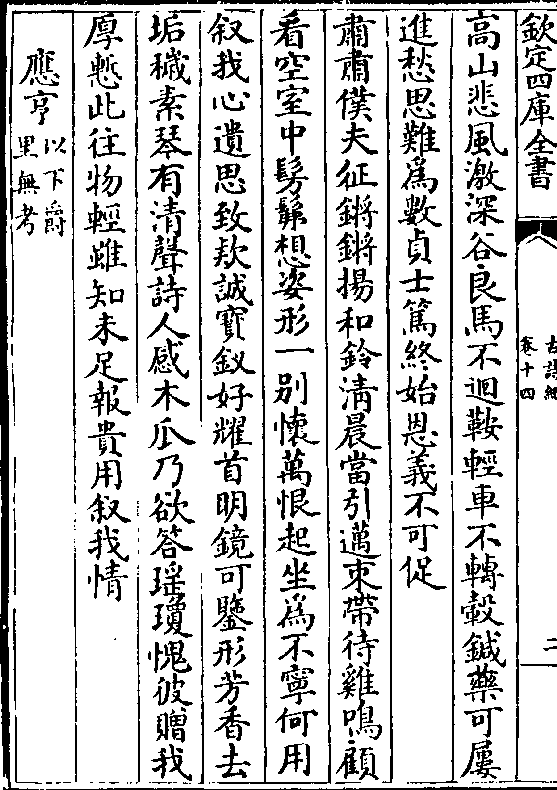 欽定四庫全書
古詩紀
卷十四
二
高山悲風激深谷良馬不迴鞍輕車不轉轂鍼藥可屢
進愁思難為數貞士篤終始恩義不可促
肅肅僕夫征鏘鏘揚和鈴清晨當引邁束帶待雞鳴顧
看空室中髣髴想姿形一別懷萬恨起坐為不寧何用
叙我心遺思致欵誠寶釵好耀首明鏡可鑒形芳香去
垢穢素琴有清聲詩人感木瓜乃欲答瑶瓊愧彼贈我
厚慙此往物輕雖知未足報貴用叙我情
應亨
以下爵
里無考